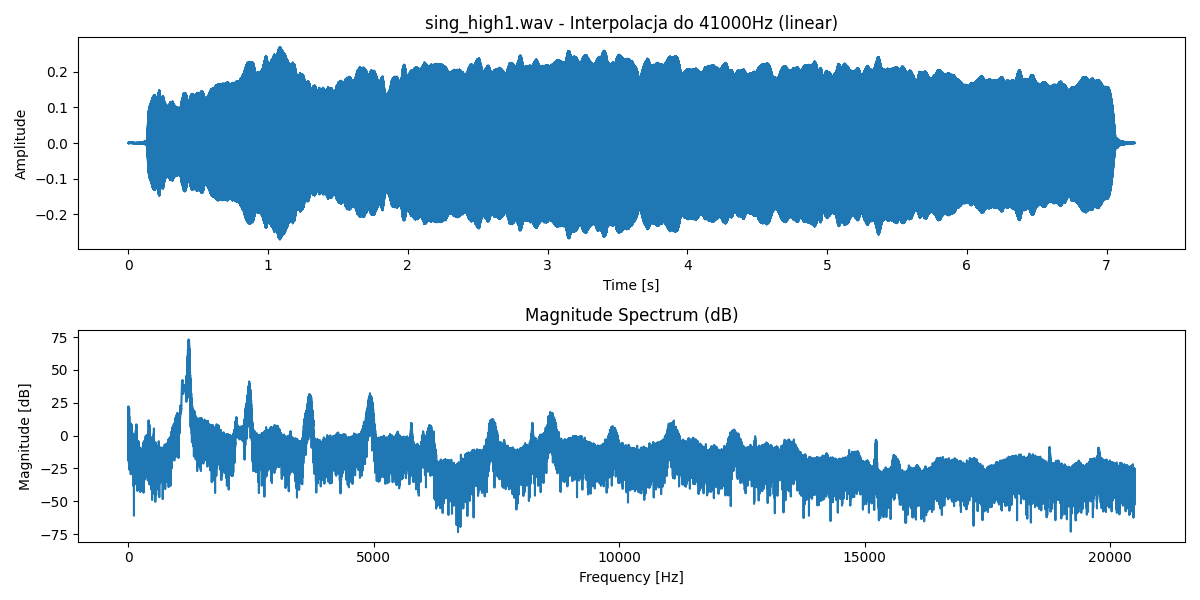 sing_high1.wav - Interpolacja do 41000Hz (linear)
0.2
0.1
0.0
−0.1
−0.2
Amplitude
0 1 2 3 4 5 6 7
Time [s]
Magnitude Spectrum (dB)
75
50
25
0
−25
−50
−75
Magnitude [dB]
0 5000 10000 15000 20000
Frequency [Hz]